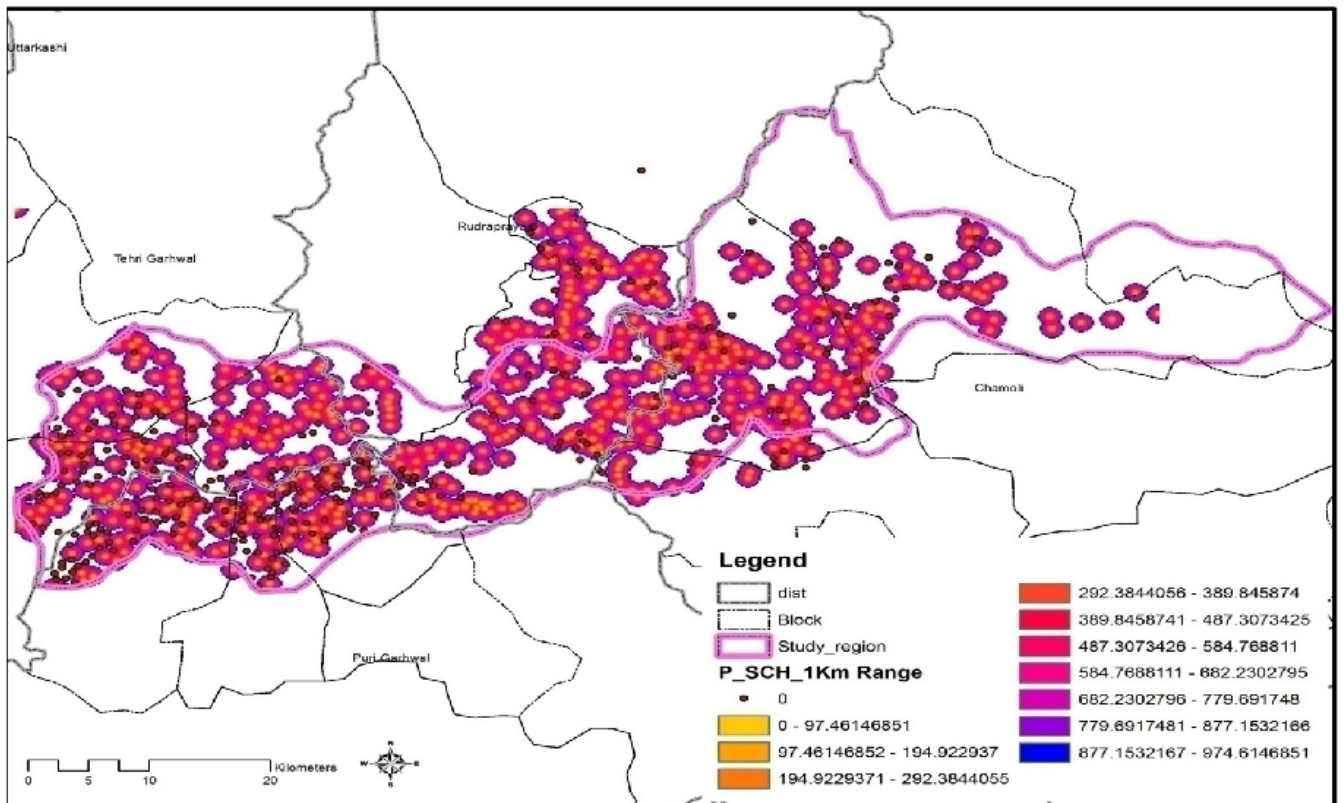 Uttarkashi
Rudrapraya
Tehri Garhwal
Chamoli
Puri Garhwal
Legend
dist
Block
Study_region
P_SCH_1Km Range
0
0 - 97.46146851
97.46146852 - 194.922937
194.9229371 - 292.3844055
292.3844056 - 389.845874
389.8458741 - 487.3073425
487.3073426 - 584.768811
584.7688111 - 682.2302795
682.2302796 - 779.691748
779.6917481 - 877.1532166
877.1532167 - 974.6146851
0 5 10 20 Kilometers
N
W E
S